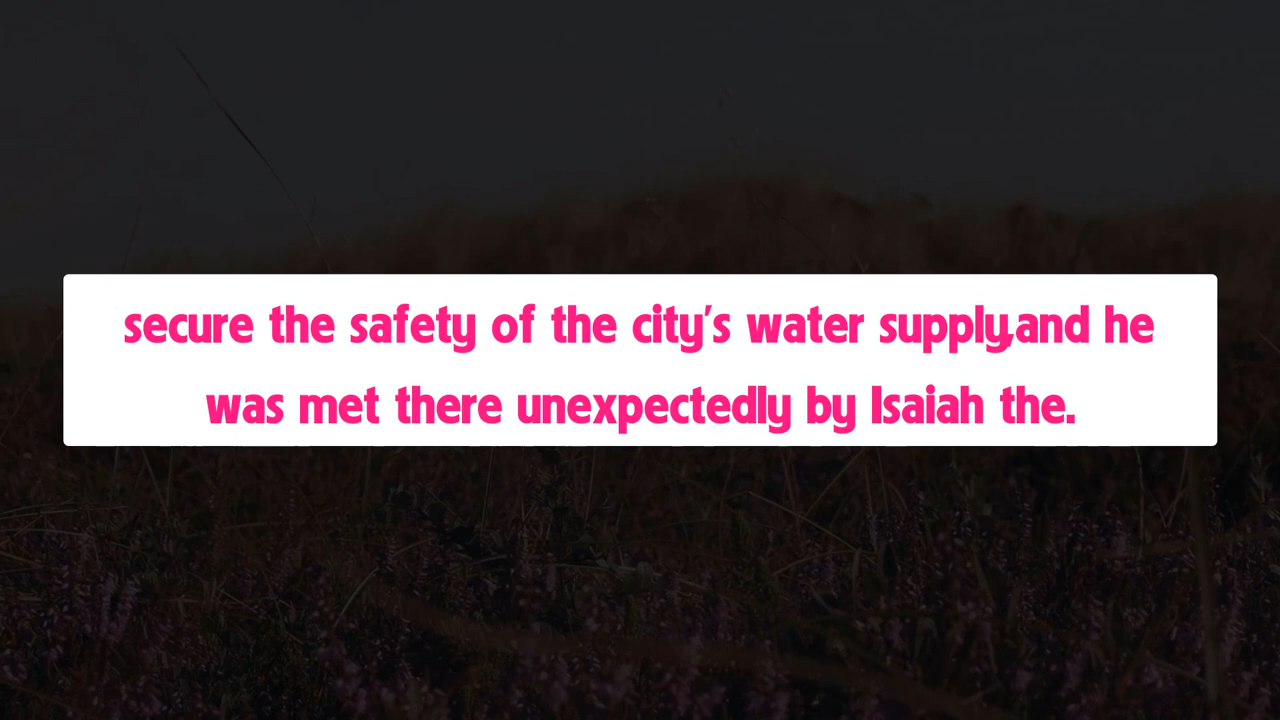 secure the safety of the city's water supply,and he
was met there unexpectedly by Isaiah the.